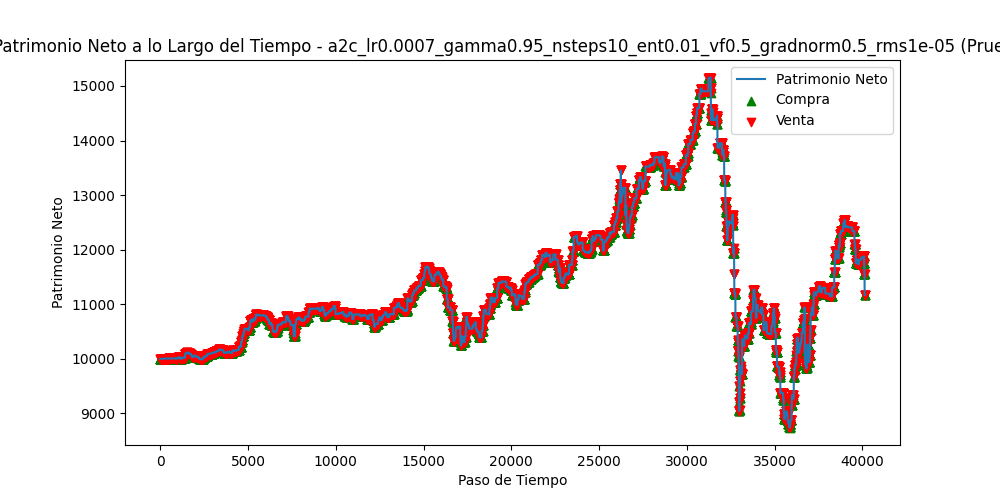 Patrimonio Neto a lo Largo del Tiempo - a2c_lr0.0007_gamma0.95_nsteps10_ent0.01_vf0.5_gradnorm0.5_rms1e-05 (Prue
Patrimonio Neto
Compra
Venta
15000
14000
13000
12000
11000
10000
9000
Patrimonio Neto
0
5000
10000
15000
20000
25000
30000
35000
40000
Paso de Tiempo